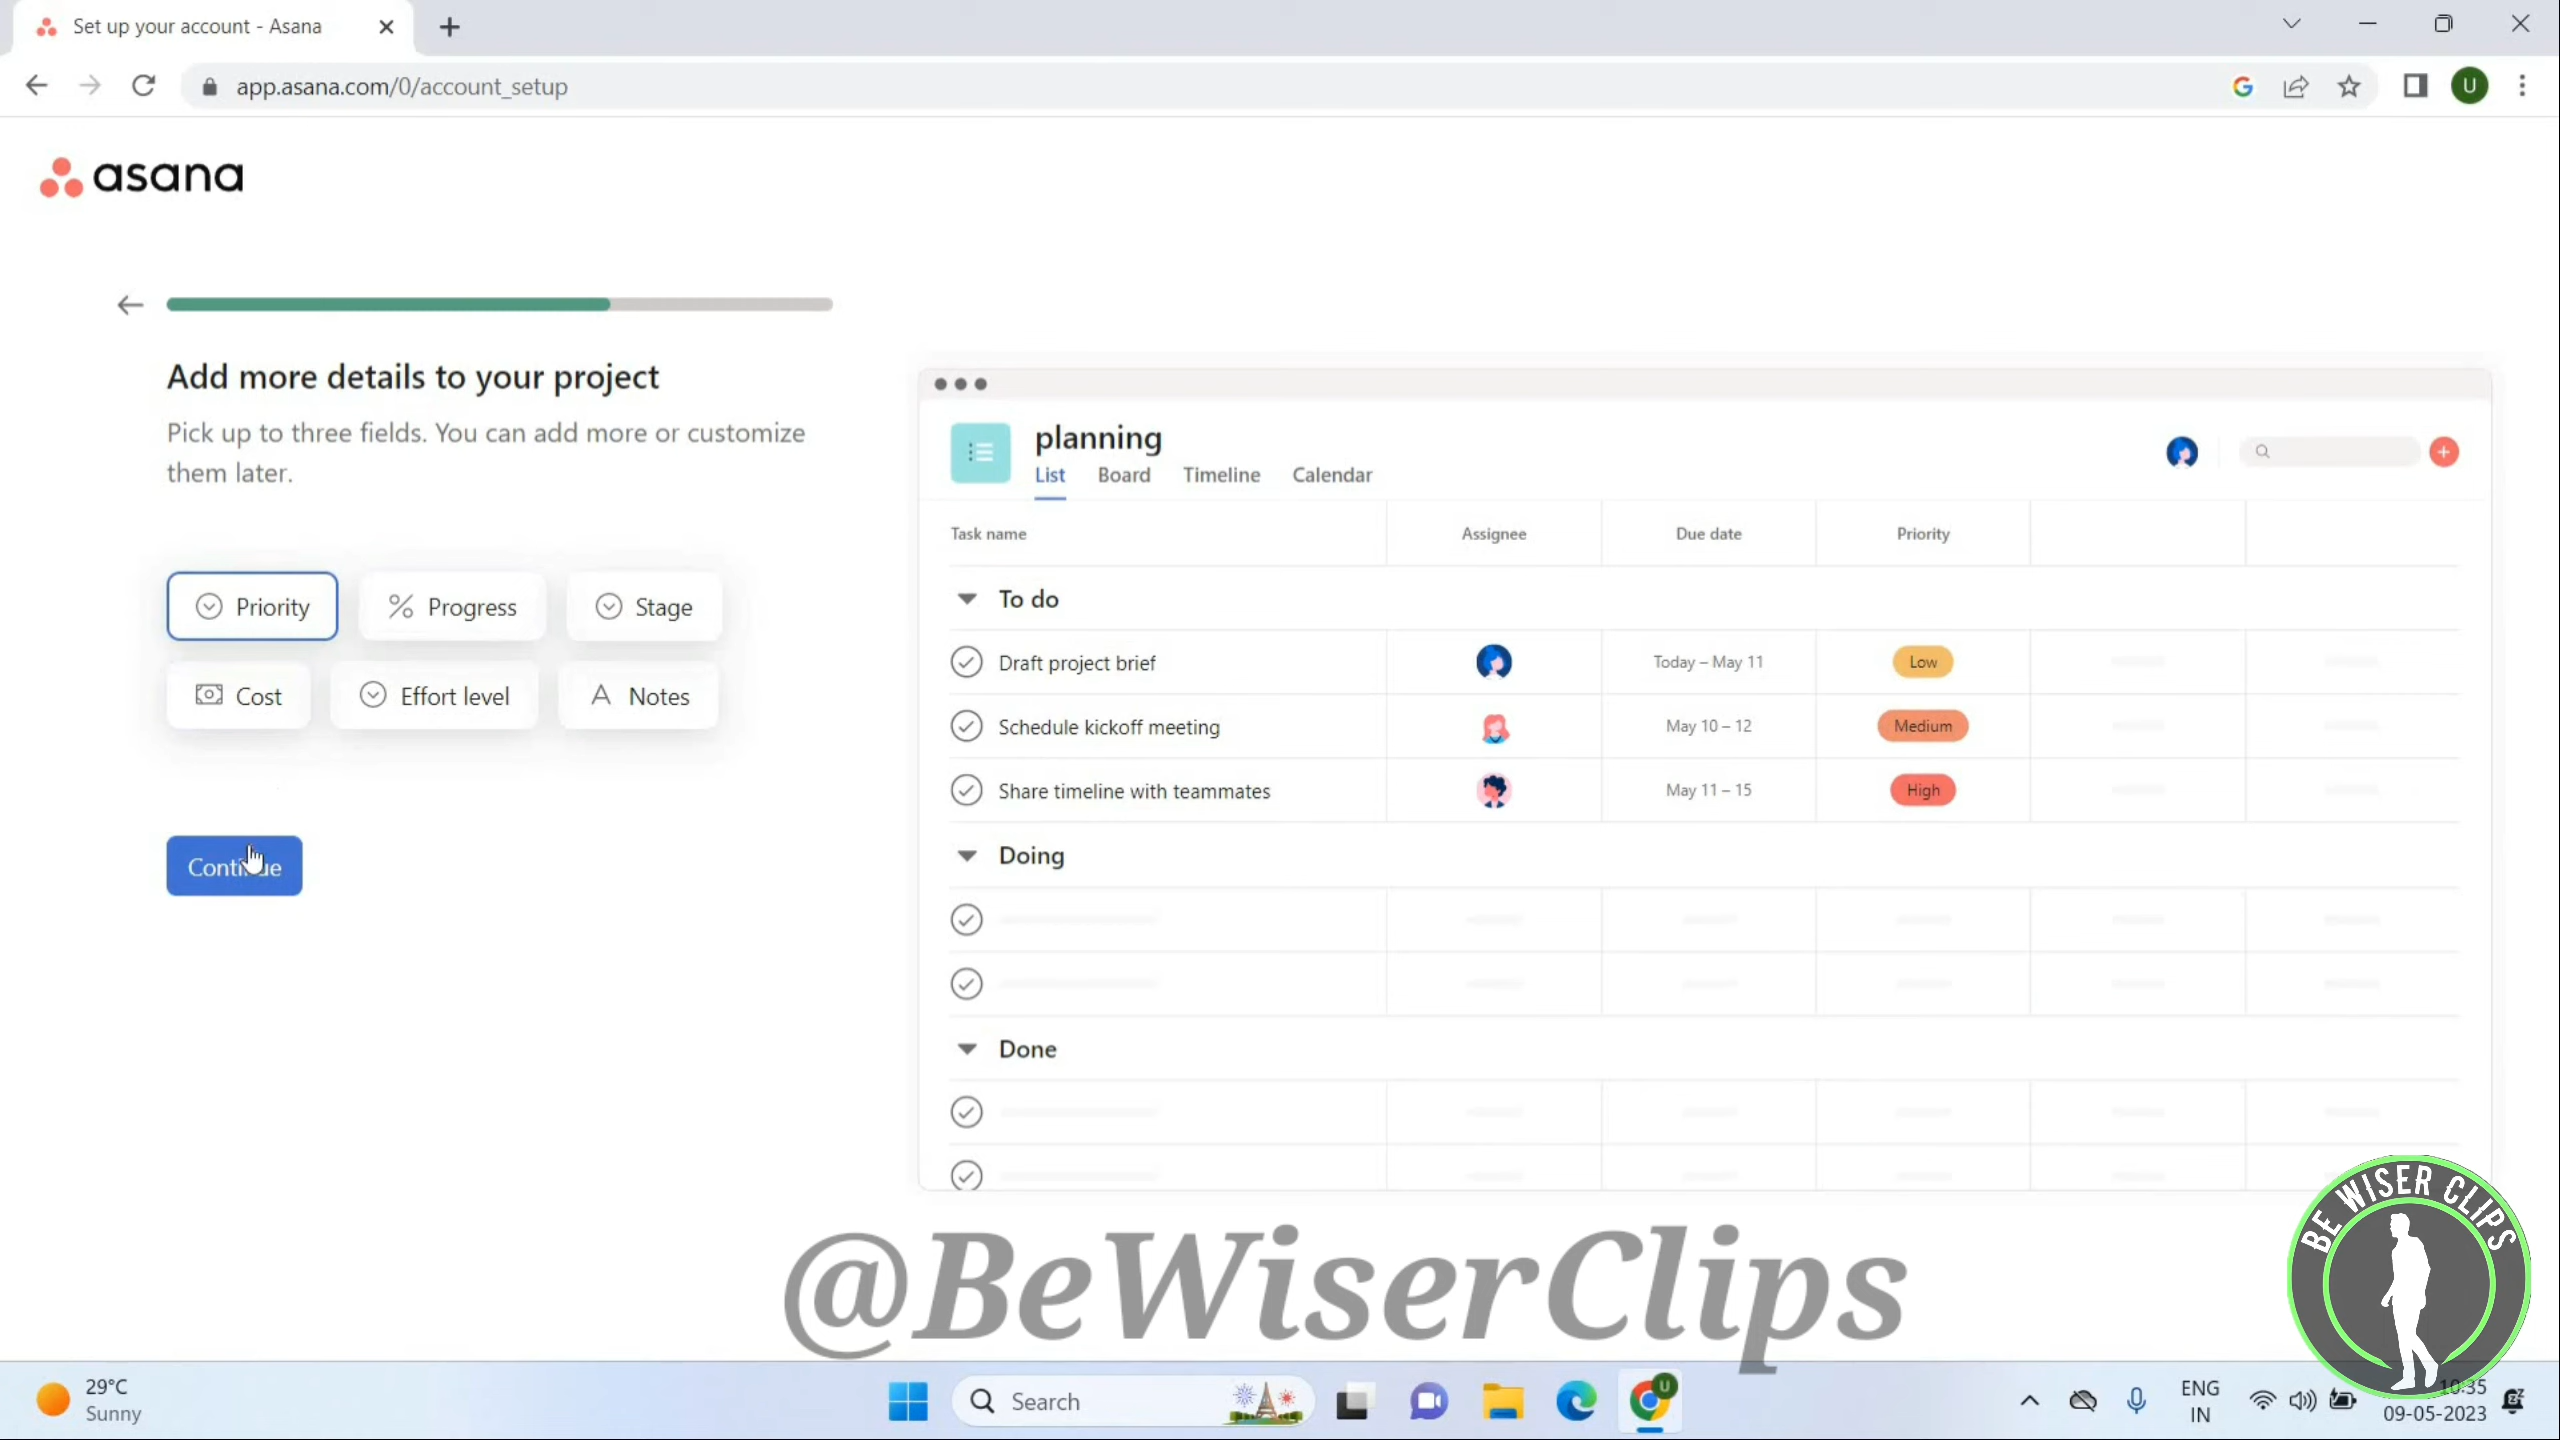 Set up your account - Asana
app.asana.com/0/account_setup
U
asana
Add more details to your project
Pick up to three fields. You can add more or customize
them later.
Priority
Progress
Stage
Cost
Effort level
Notes
Continue
planning
List Board Timeline Calendar
Task name Assignee Due date Priority
To do
Draft project brief Today – May 11 Low
Schedule kickoff meeting May 10 – 12 Medium
Share timeline with teammates May 11 – 15 High
Doing
Done
@BeWiserClips
BE WISER CLIPS
29°C
Sunny
Search
U
ENG
IN
10:35
09-05-2023